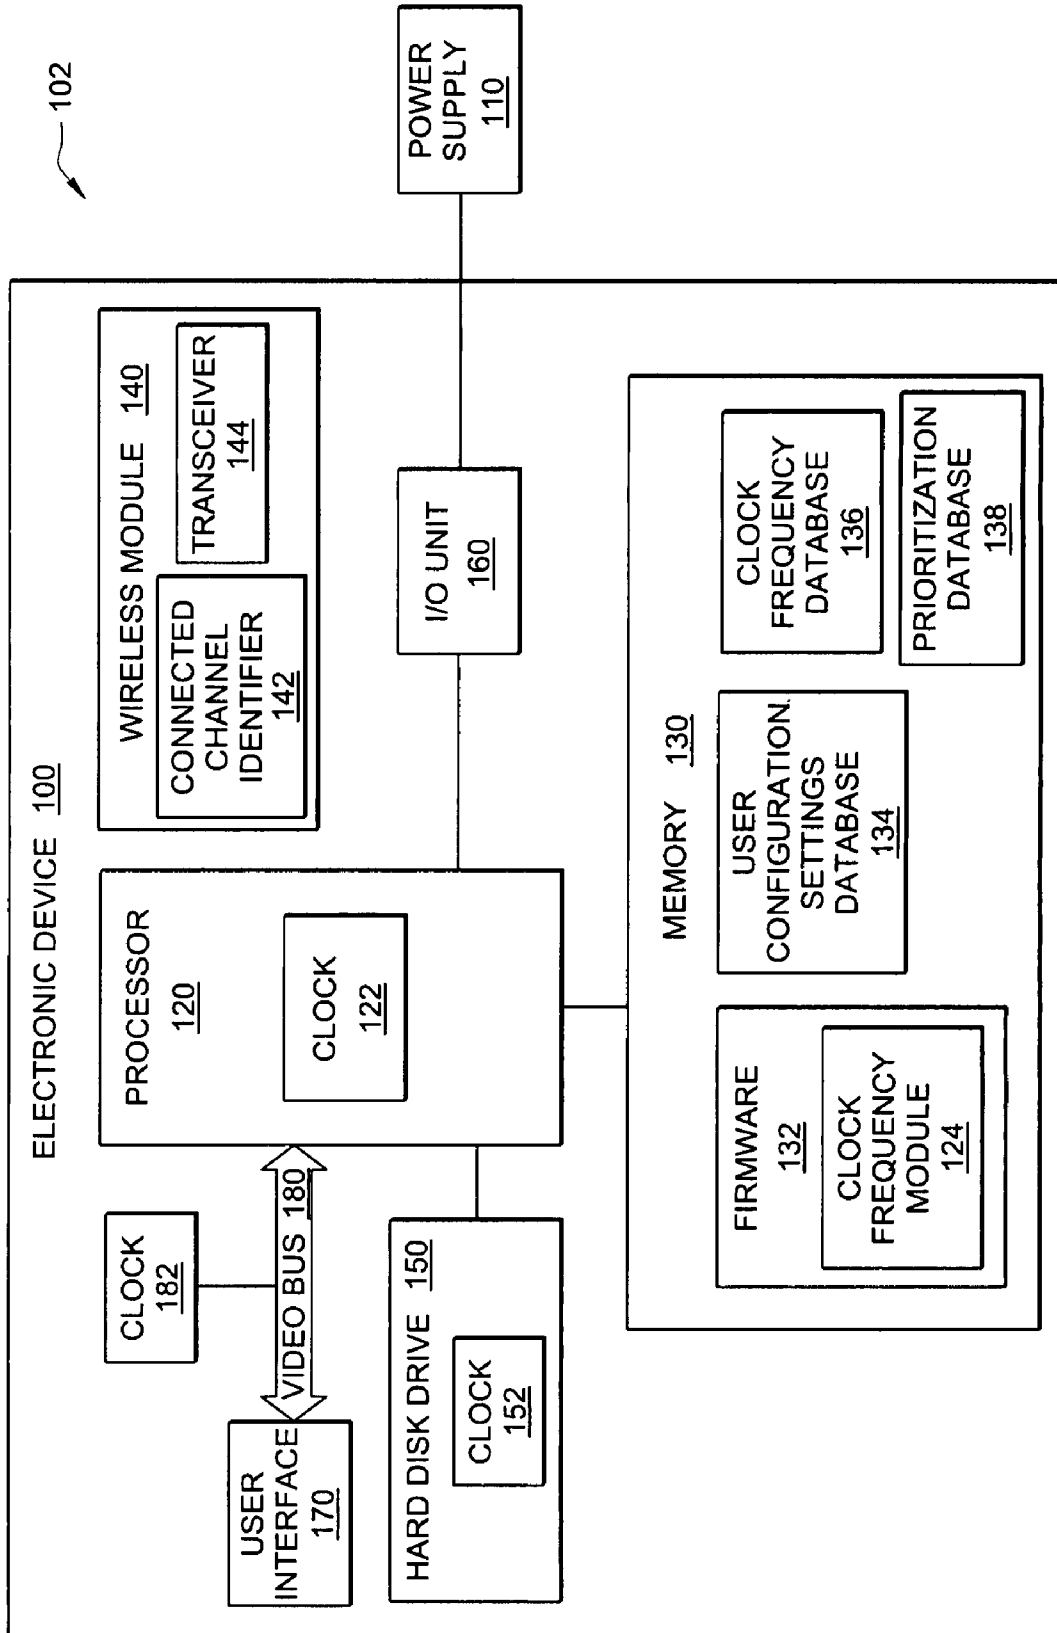 102
ELECTRONIC DEVICE 100
CLOCK
182
USER
INTERFACE
170
VIDEO BUS 180
PROCESSOR
120
CLOCK
122
WIRELESS MODULE 140
CONNECTED
CHANNEL
IDENTIFIER
142
TRANSCEIVER
144
HARD DISK DRIVE 150
CLOCK
152
I/O UNIT
160
POWER
SUPPLY
110
MEMORY 130
FIRMWARE
132
CLOCK
FREQUENCY
MODULE
124
USER
CONFIGURATION
SETTINGS
DATABASE
134
CLOCK
FREQUENCY
DATABASE
136
PRIORITIZATION
DATABASE
138